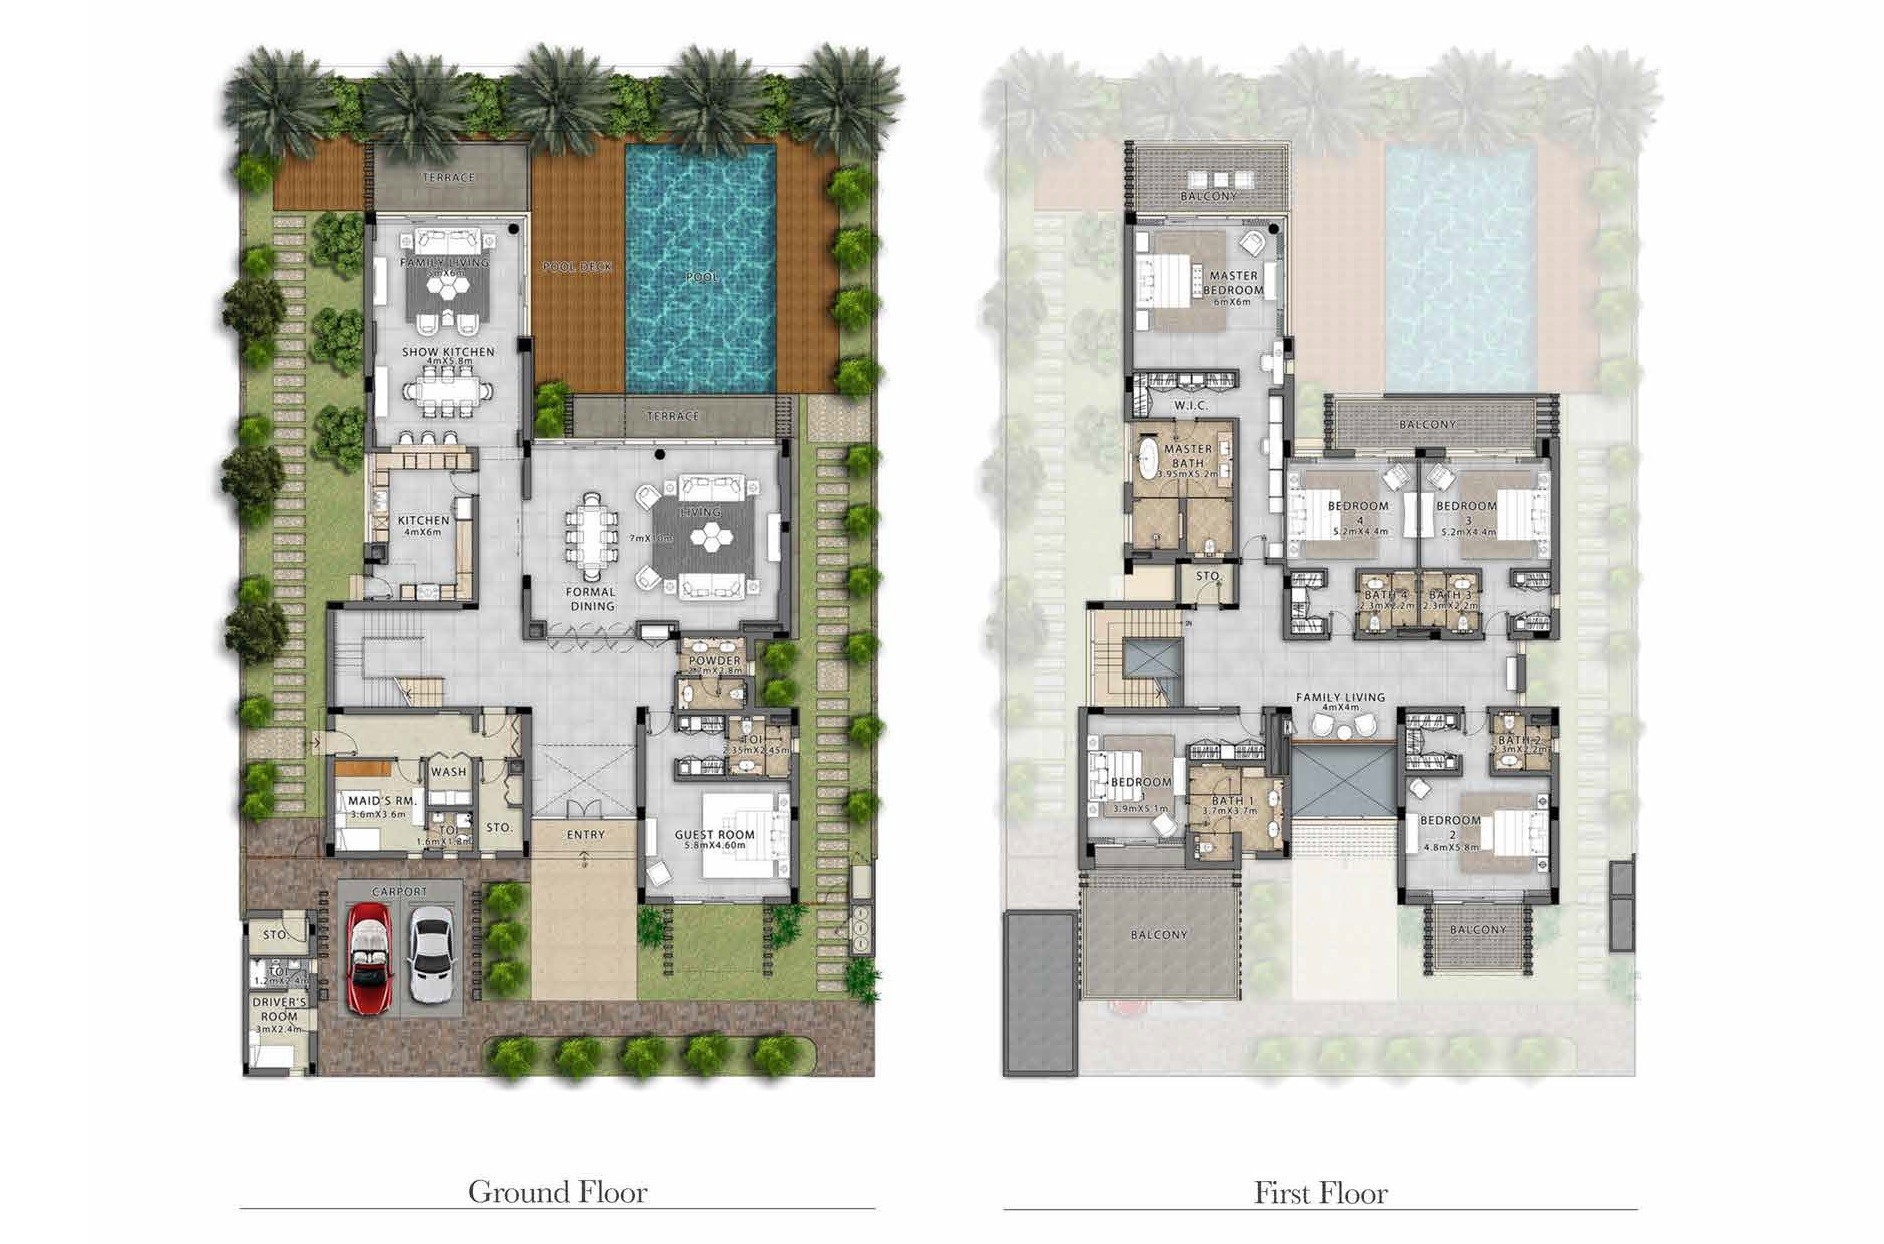 TERRACE
FAMILY LIVING
5mX6m
POOL DECK
POOL
SHOW KITCHEN
4mX5.8m
TERRACE
KITCHEN
4mX6m
LIVING
7mX10m
FORMAL
DINING
POWDER
2.7mX2.8m
TOI.
2.35mX2.45m
WASH
MAID'S RM.
3.6mX3.6m
TOI.
1.6mX1.8m
STO.
ENTRY
GUEST ROOM
5.8mX4.60m
CARPORT
STO.
TOI.
1.2mX2.4m
DRIVER'S
ROOM
3mX2.4m
Ground Floor
BALCONY
MASTER
BEDROOM
6mX6m
W.I.C.
BALCONY
MASTER
BATH
3.95mX5.2m
BEDROOM
4
5.2mX4.4m
BEDROOM
3
5.2mX4.4m
STO.
BATH 4
2.3mX2.2m
BATH 3
2.3mX2.2m
FAMILY LIVING
4mX4m
BATH 2
2.3mX2.2m
BEDROOM
1
3.9mX5.1m
BATH 1
3.7mX3.7m
BEDROOM
2
4.8mX5.8m
BALCONY
BALCONY
First Floor